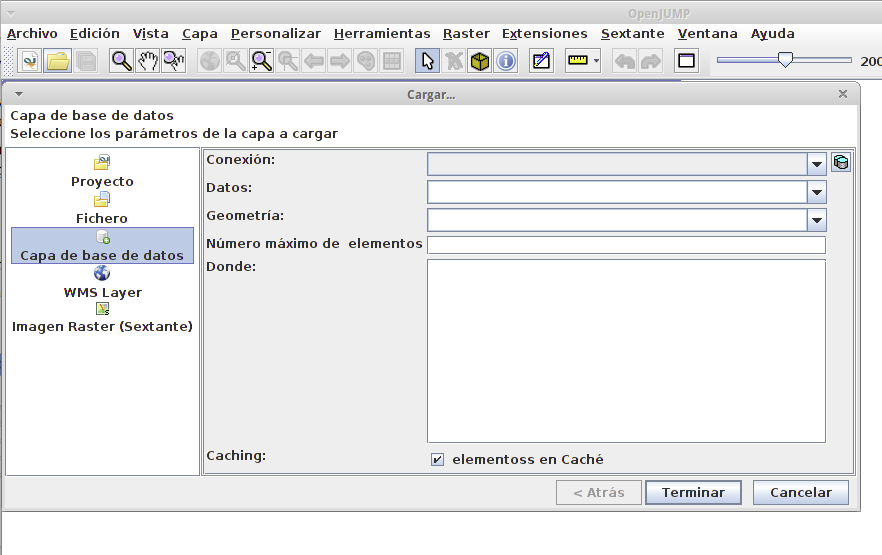 OpenJUMP
Archivo Edición Vista Capa Personalizar Herramientas Raster Extensiones Sextante Ventana Ayuda
200
Cargar...
Capa de base de datos
Seleccione los parámetros de la capa a cargar
Proyecto
Fichero
Capa de base de datos
WMS Layer
Imagen Raster (Sextante)
Conexión:
Datos:
Geometría:
Número máximo de elementos
Donde:
Caching:
elementoss en Caché
< Atrás
Terminar
Cancelar